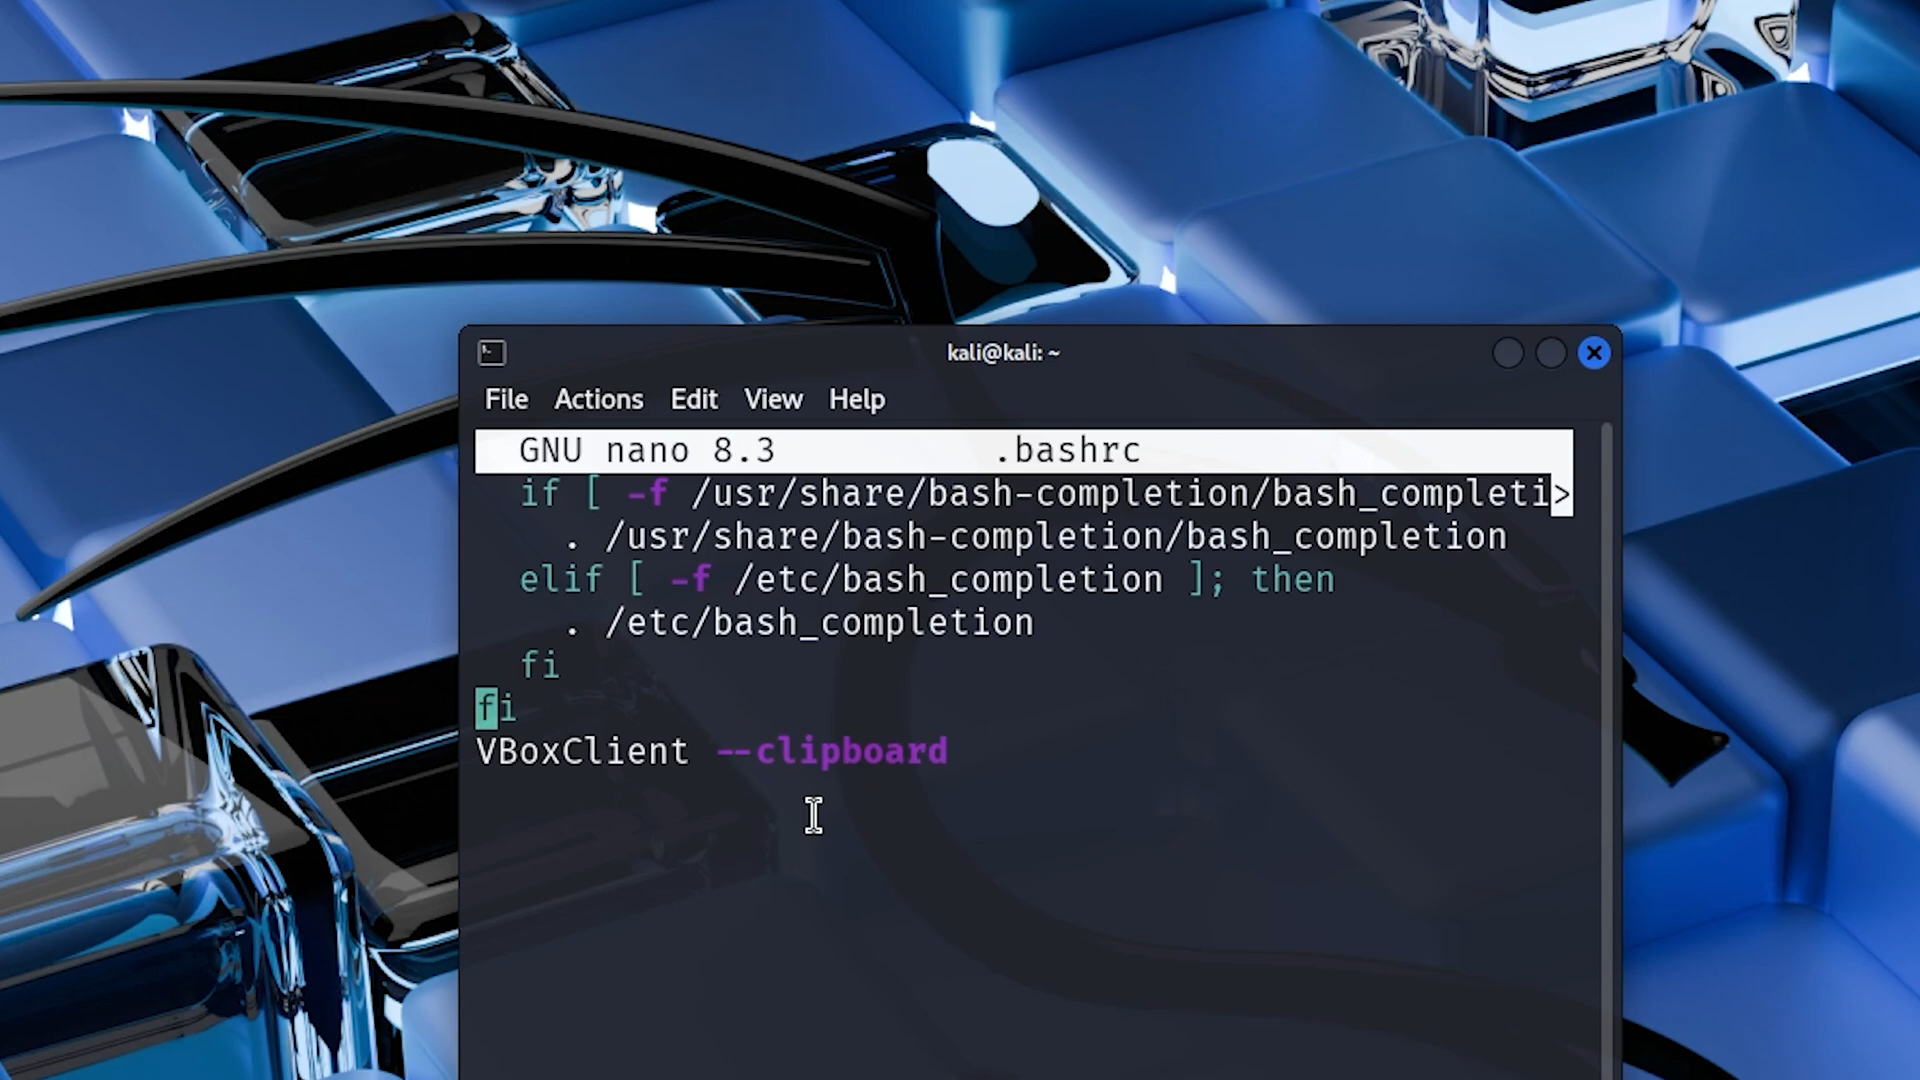 kali@kali: ~
File Actions Edit View Help
GNU nano 8.3 .bashrc
if [ -f /usr/share/bash-completion/bash_completi>
. /usr/share/bash-completion/bash_completion
elif [ -f /etc/bash_completion ]; then
. /etc/bash_completion
fi
fi
VBoxClient --clipboard